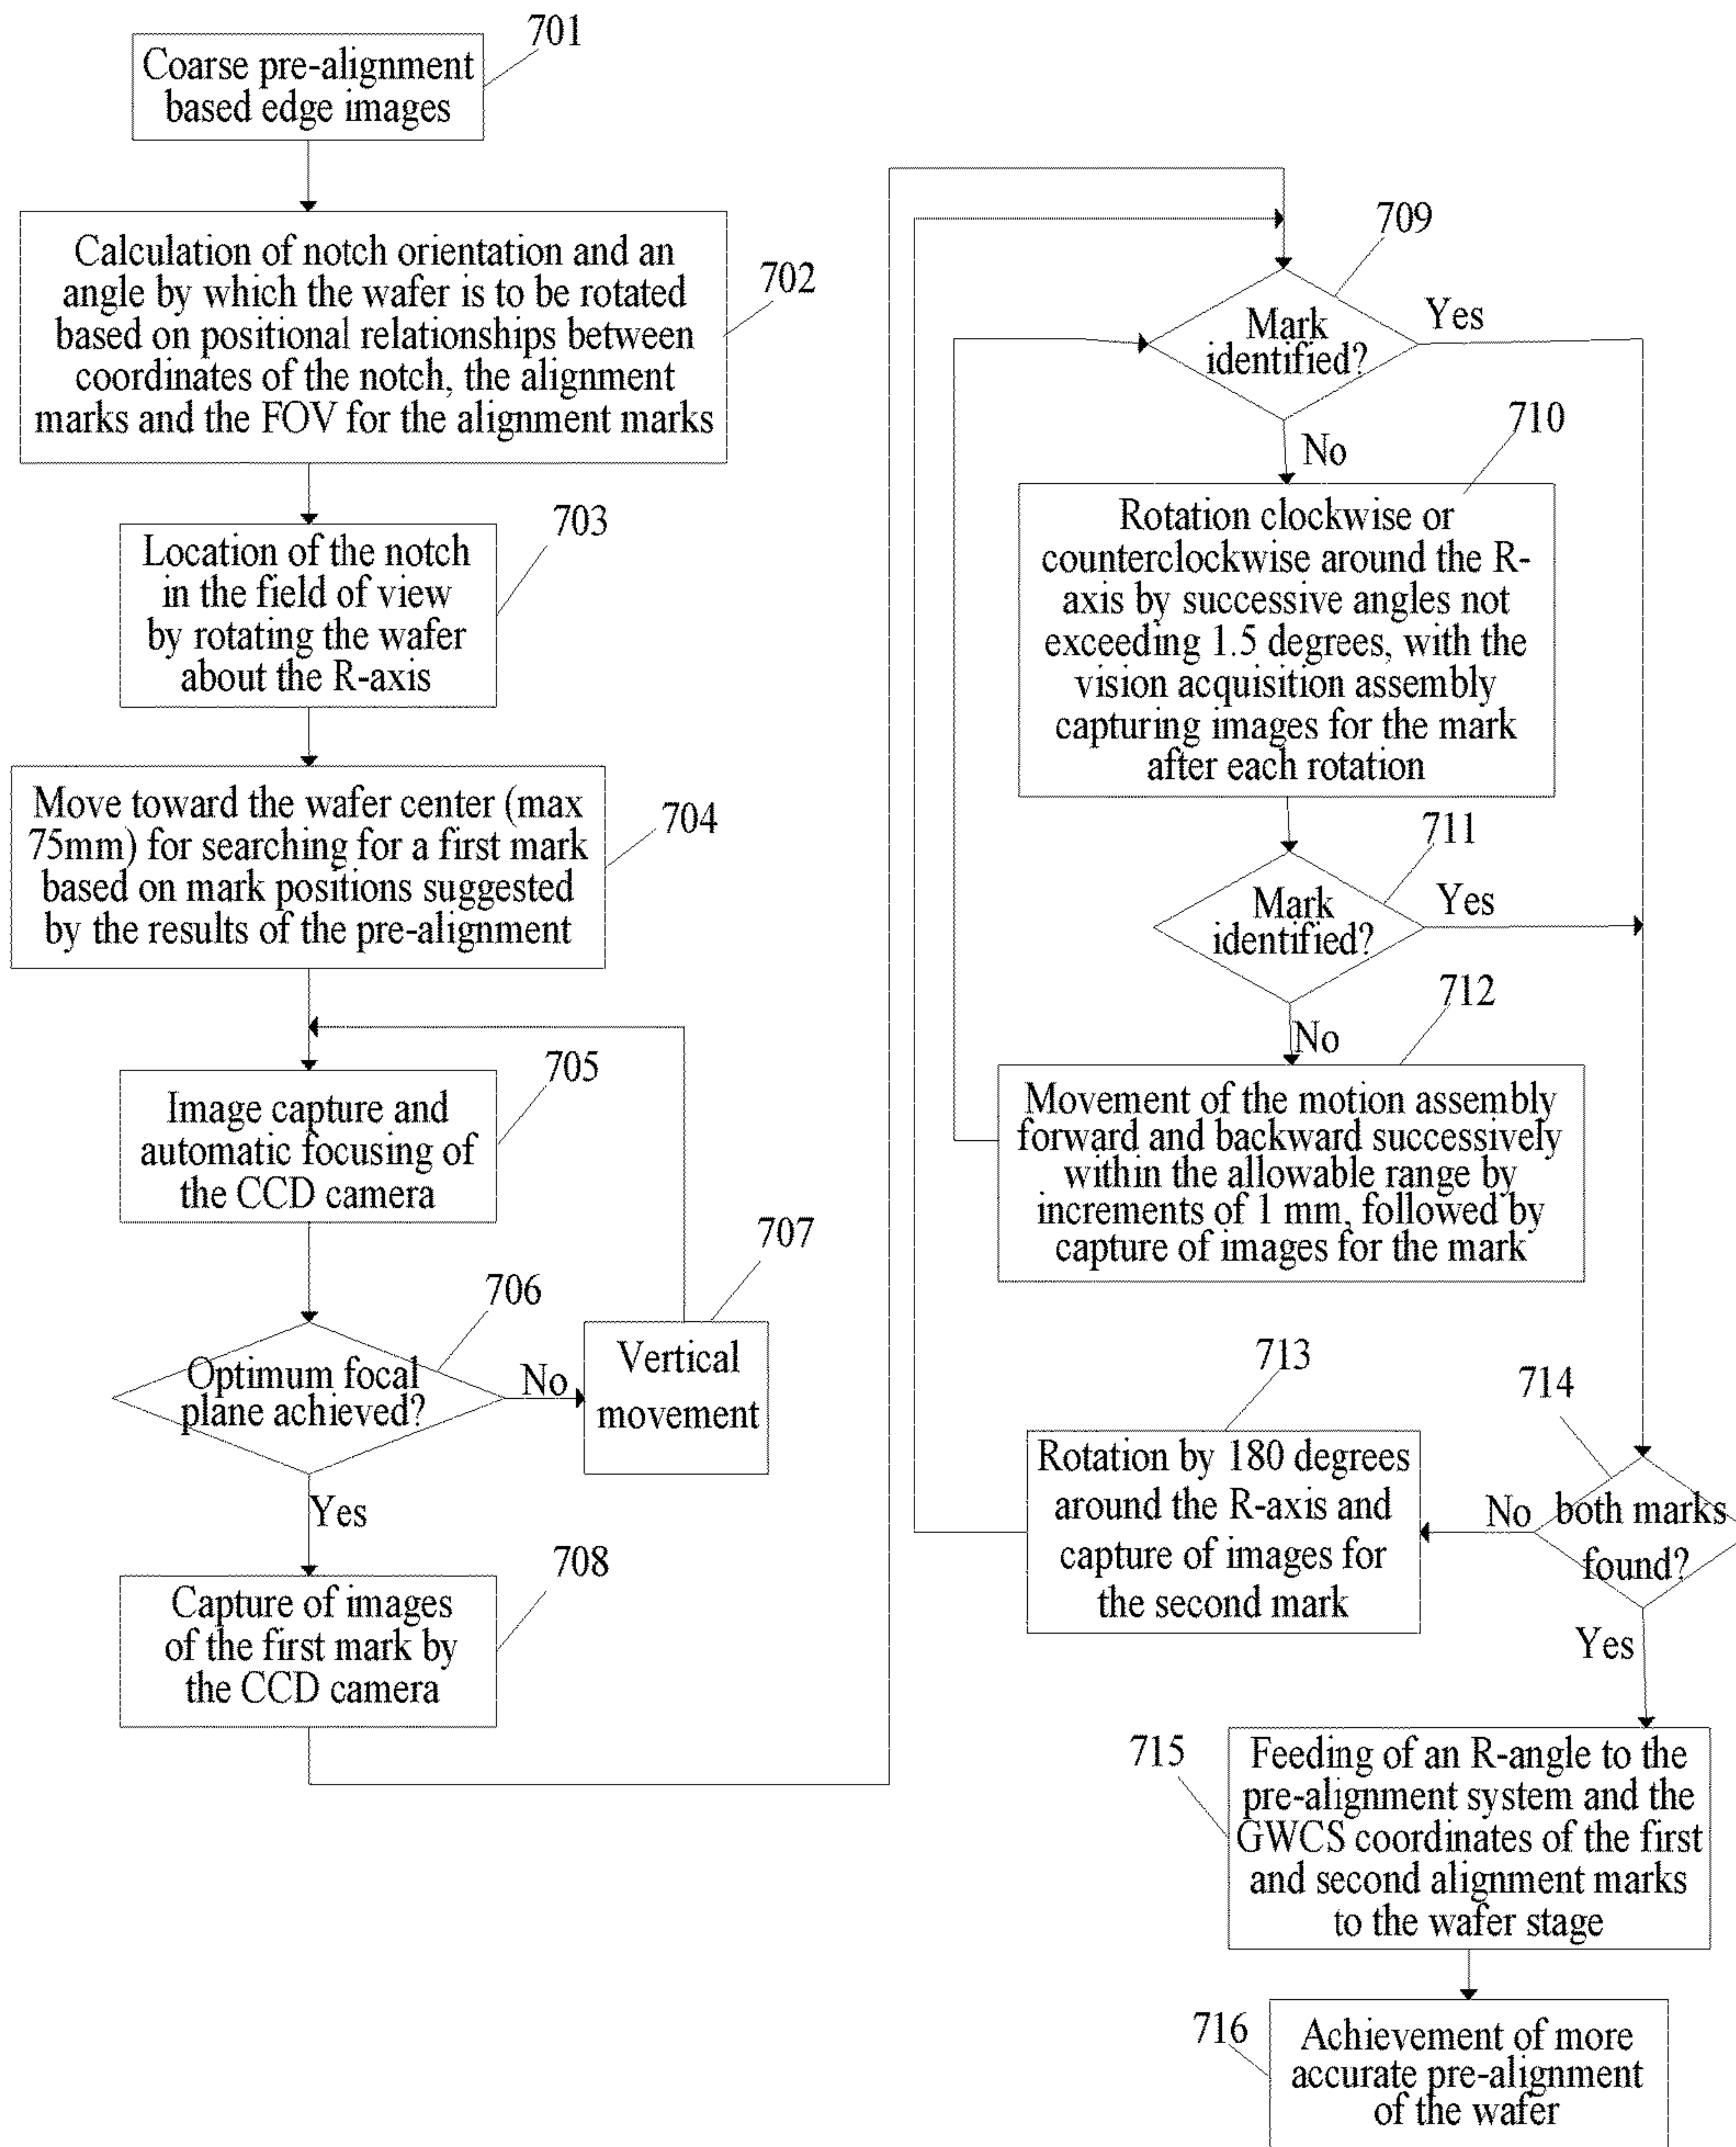 701
Coarse pre-alignment
based edge images
Calculation of notch orientation and an
angle by which the wafer is to be rotated
based on positional relationships between
coordinates of the notch, the alignment
marks and the FOV for the alignment marks
702
Location of the notch
in the field of view
by rotating the wafer
about the R-axis
703
Move toward the wafer center (max
75mm) for searching for a first mark
based on mark positions suggested
by the results of the pre-alignment
704
Image capture and
automatic focusing of
the CCD camera
705
706
Optimum focal
plane achieved?
No
Yes
707
Vertical
movement
Capture of images
of the first mark by
the CCD camera
708
709
Mark
identified?
Yes
No
710
Rotation clockwise or
counterclockwise around the R-
axis by successive angles not
exceeding 1.5 degrees, with the
vision acquisition assembly
capturing images for the mark
after each rotation
711
Mark
identified?
Yes
No
712
Movement of the motion assembly
forward and backward successively
within the allowable range by
increments of 1 mm, followed by
capture of images for the mark
713
Rotation by 180 degrees
around the R-axis and
capture of images for
the second mark
714
both marks
found?
No
Yes
715
Feeding of an R-angle to the
pre-alignment system and the
GWCS coordinates of the first
and second alignment marks
to the wafer stage
716
Achievement of more
accurate pre-alignment
of the wafer